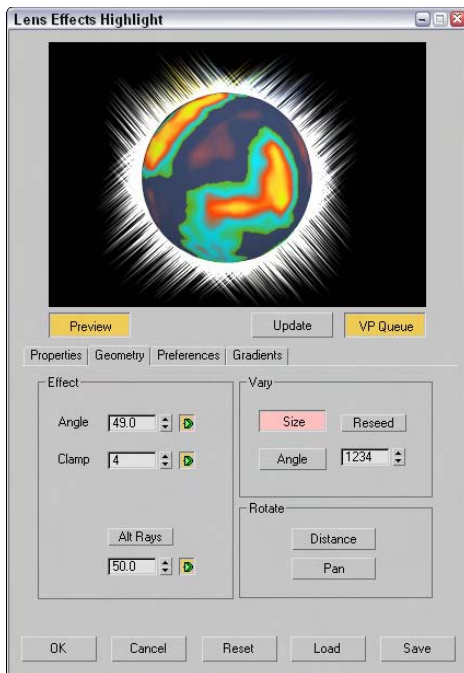 Lens Effects Highlight
Preview Update VP Queue
Properties Geometry Preferences Gradients
Effect
Angle 49.0
Clamp 4
Alt Rays
50.0
Vary
Size Reseed
Angle 1234
Rotate
Distance
Pan
OK Cancel Reset Load Save